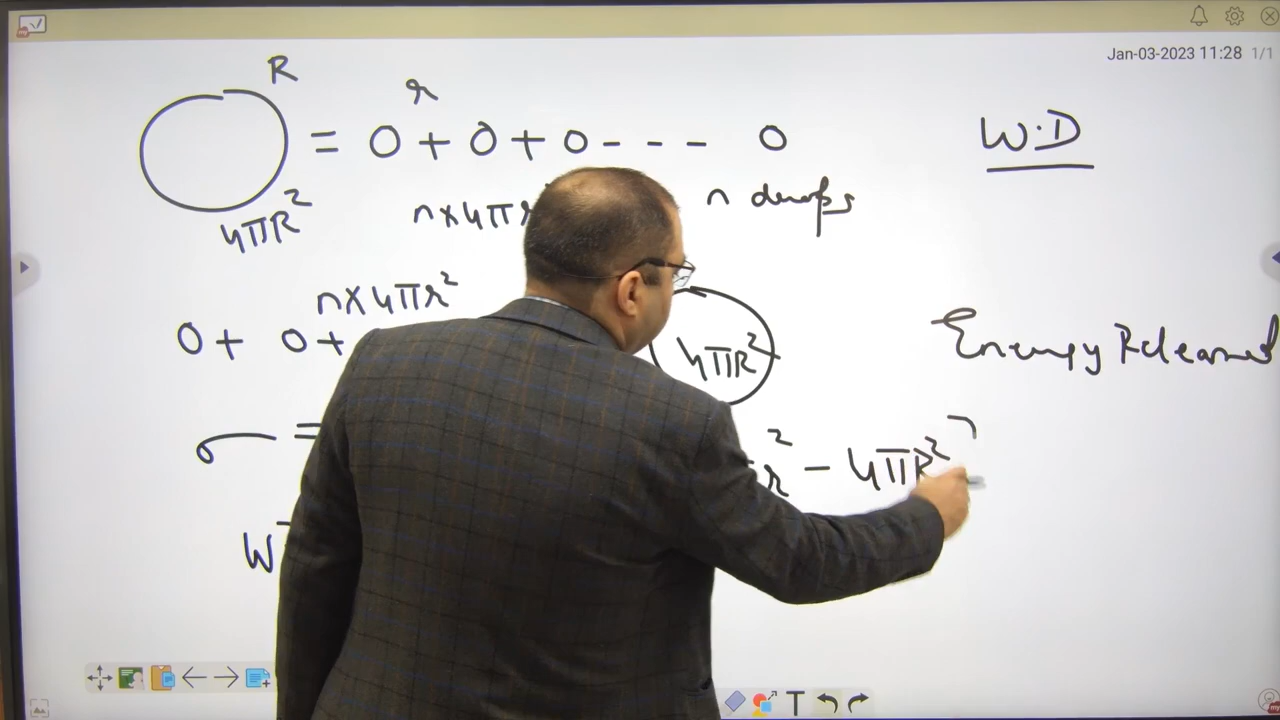 Jan-03-2023 11:28 1/1
R
r
= 0 + 0 + 0 - - - 0
W.D
4πR²
n×4πr
n drops
n×4πr²
0 + 0 +
4πR²
Energy Released
σ =
r² - 4πR²
W
T